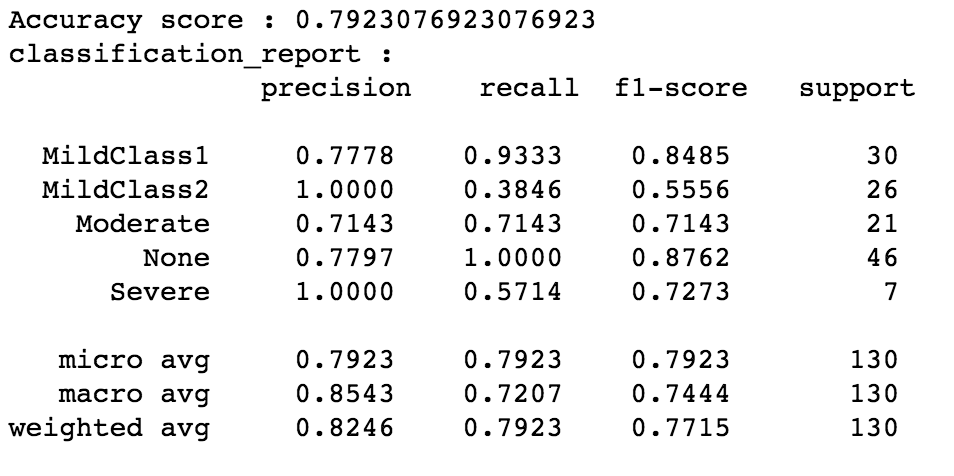 Accuracy score : 0.7923076923076923
classification_report :
precision recall f1-score support
MildClass1 0.7778 0.9333 0.8485 30
MildClass2 1.0000 0.3846 0.5556 26
Moderate 0.7143 0.7143 0.7143 21
None 0.7797 1.0000 0.8762 46
Severe 1.0000 0.5714 0.7273 7
micro avg 0.7923 0.7923 0.7923 130
macro avg 0.8543 0.7207 0.7444 130
weighted avg 0.8246 0.7923 0.7715 130